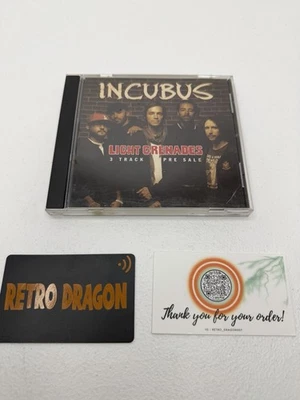 INCUBUS
LIGHT GRENADES
3 TRACK PRE SALE
RETRO DRAGON
Thank you for your order!